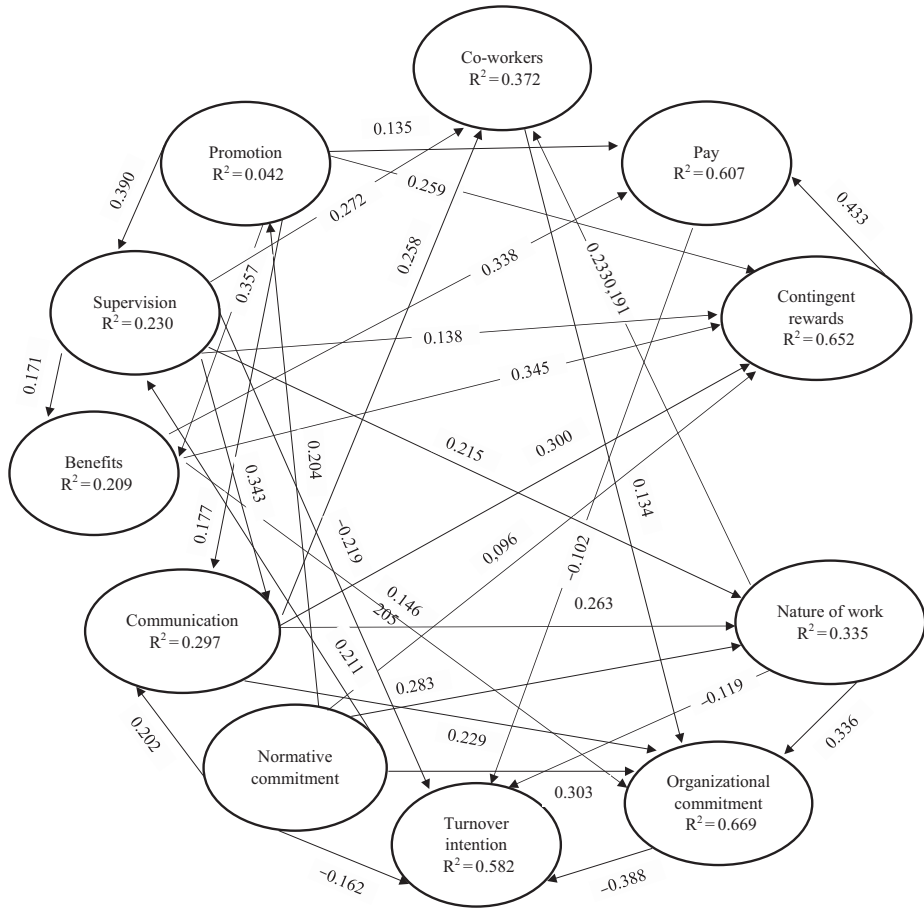 Co-workers
R² = 0.372
Promotion
R² = 0.042
0.135
Pay
R² = 0.607
0.390
0.259
0.272
0.433
0.258
0.2330,191
0.357
0.338
Supervision
R² = 0.230
Contingent
rewards
R² = 0.652
0.138
0.171
0.345
Benefits
R² = 0.209
0.215
0.300
0.204
0.343
0.134
0.177
−0.219
0,096
−0.102
0.146
205
0.263
Communication
R² = 0.297
Nature of work
R² = 0.335
0.211
0.283
−0.119
0.202
0.229
0.336
Normative
commitment
0.303
Organizational
commitment
R² = 0.669
Turnover
intention
R² = 0.582
−0.162
−0.388